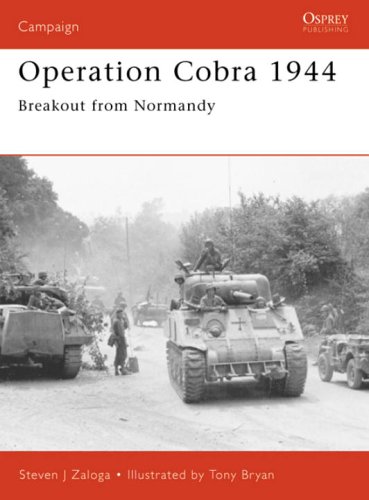 Campaign
OSPREY
PUBLISHING
Operation Cobra 1944
Breakout from Normandy
Steven J Zaloga • Illustrated by Tony Bryan